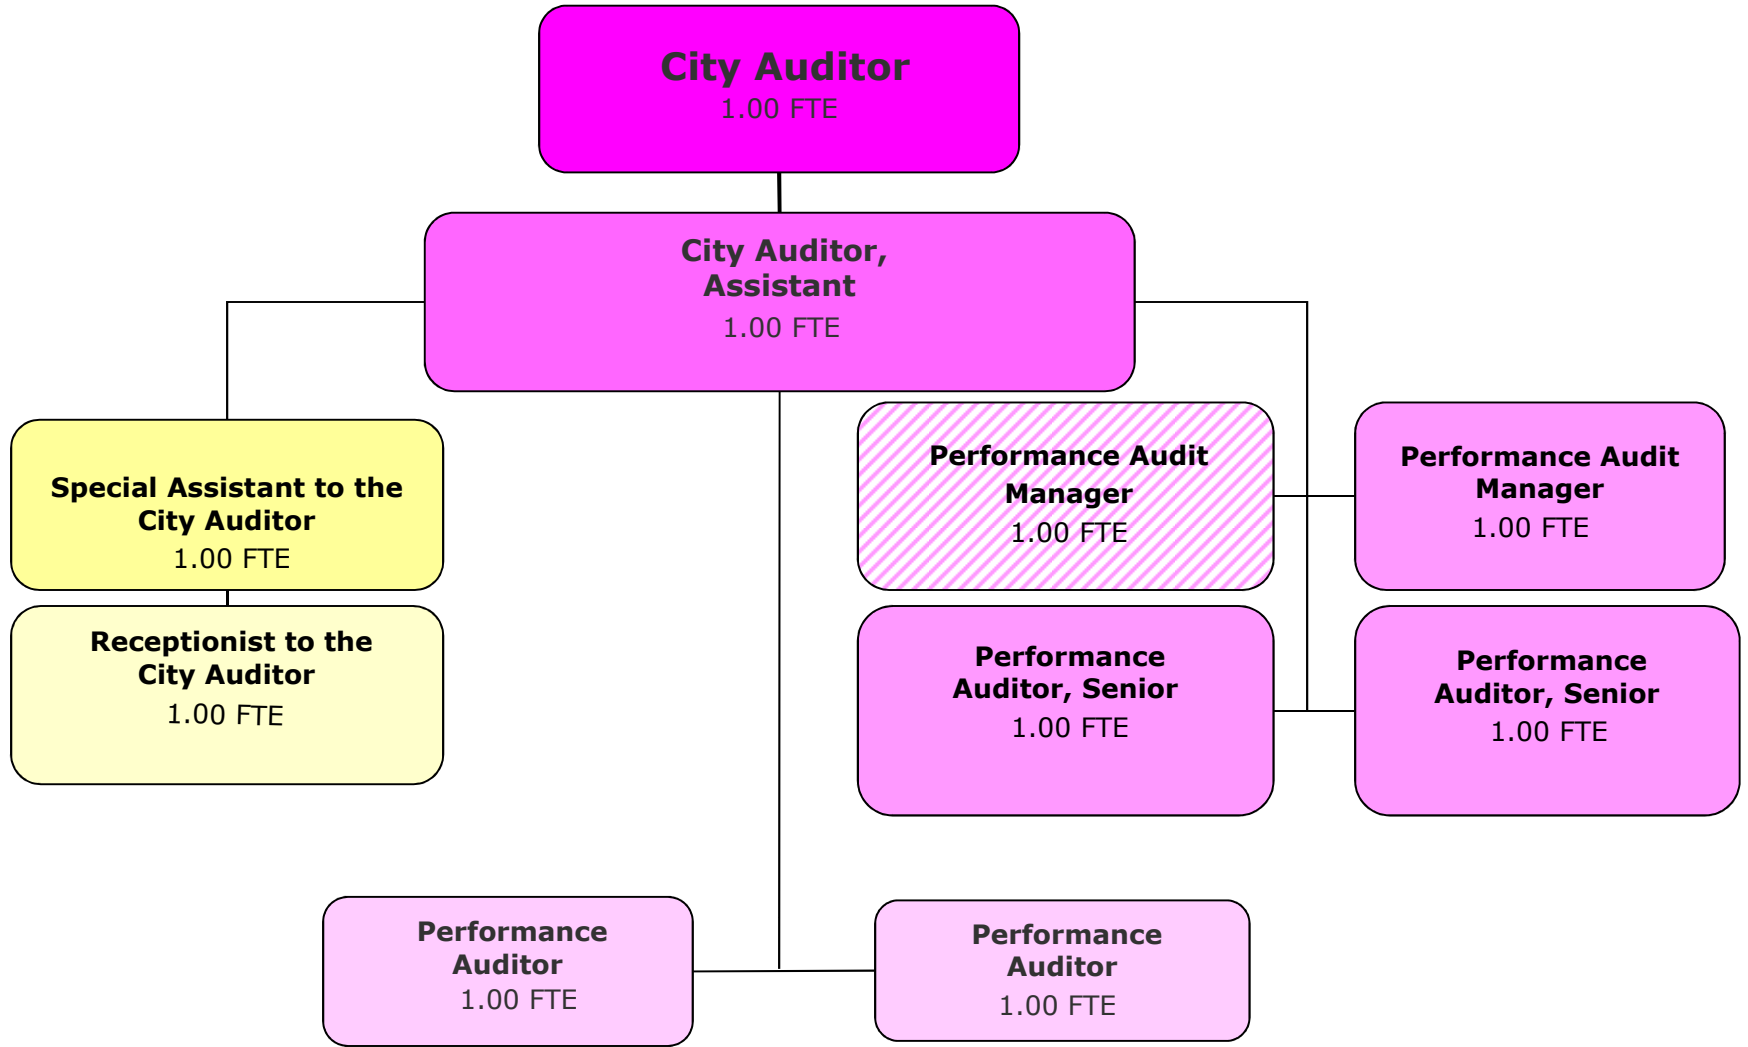 City Auditor
1.00 FTE
City Auditor,
Assistant
1.00 FTE
Special Assistant to the
City Auditor
1.00 FTE
Receptionist to the
City Auditor
1.00 FTE
Performance Audit
Manager
1.00 FTE
Performance Audit
Manager
1.00 FTE
Performance
Auditor, Senior
1.00 FTE
Performance
Auditor, Senior
1.00 FTE
Performance
Auditor
1.00 FTE
Performance
Auditor
1.00 FTE